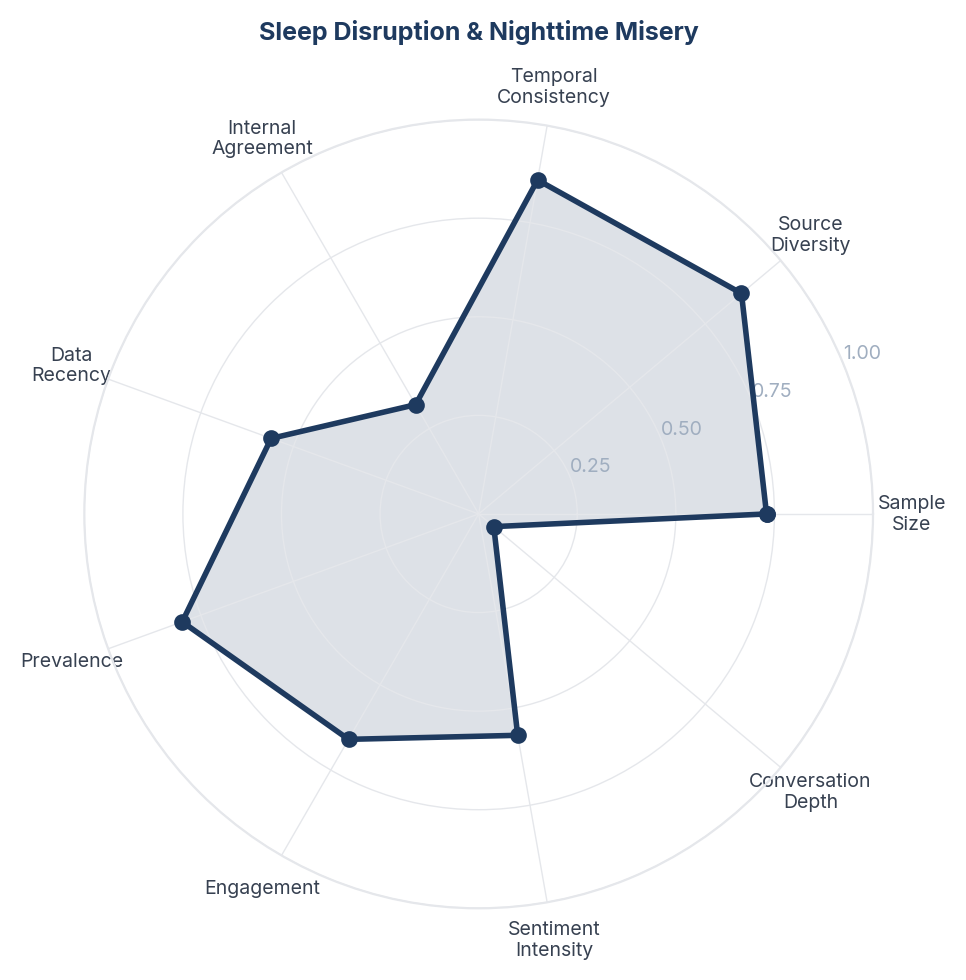 Sleep Disruption & Nighttime Misery
Temporal
Consistency
Internal
Agreement
Source
Diversity
Data
Recency
1.00
0.75
0.50
0.25
Sample
Size
Prevalence
Conversation
Depth
Engagement
Sentiment
Intensity